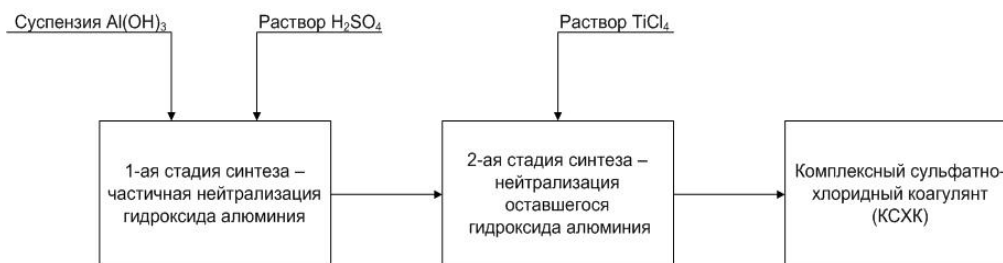 Суспензия Al(OH)₃
Раствор H₂SO₄
Раствор TiCl₄
1-ая стадия синтеза –
частичная нейтрализация
гидроксида алюминия
2-ая стадия синтеза –
нейтрализация
оставшегося
гидроксида алюминия
Комплексный сульфатно-
хлоридный коагулянт
(КСХК)